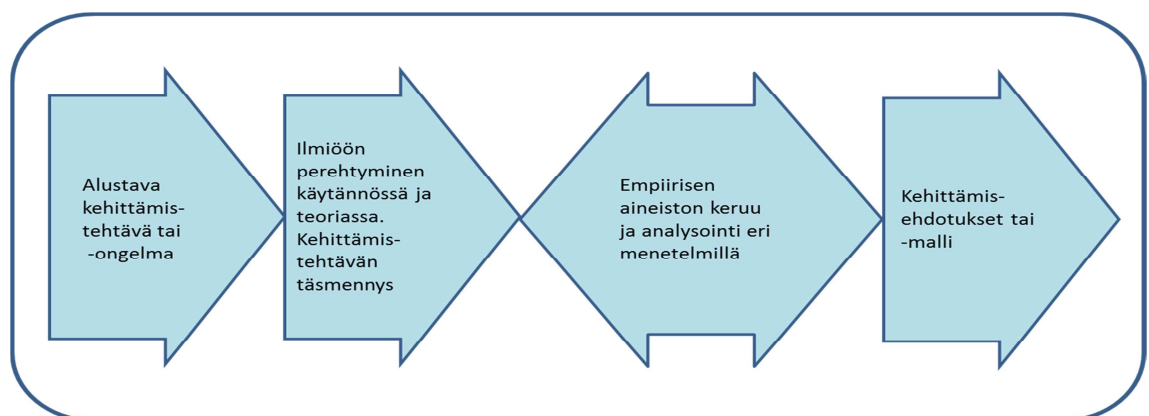 Alustava
kehittämis-
tehtävä tai
-ongelma
Ilmiöön
perehtyminen
käytännössä ja
teoriassa.
Kehittämis-
tehtävän
täsmennys
Empiirisen
aineiston keruu
ja analysointi eri
menetelmillä
Kehittämis-
ehdotukset tai
-malli